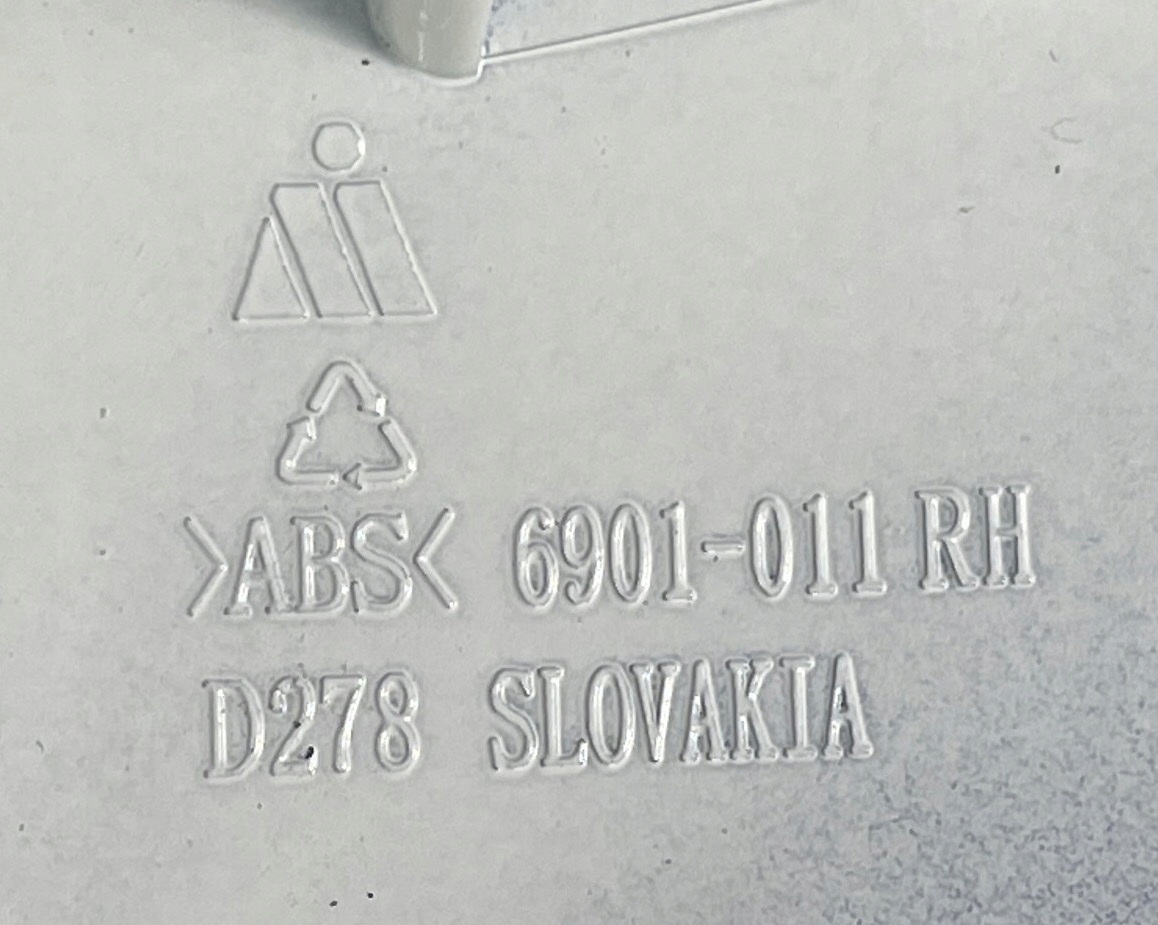 >ABS< 6901-011 RH
D278 SLOVAKIA